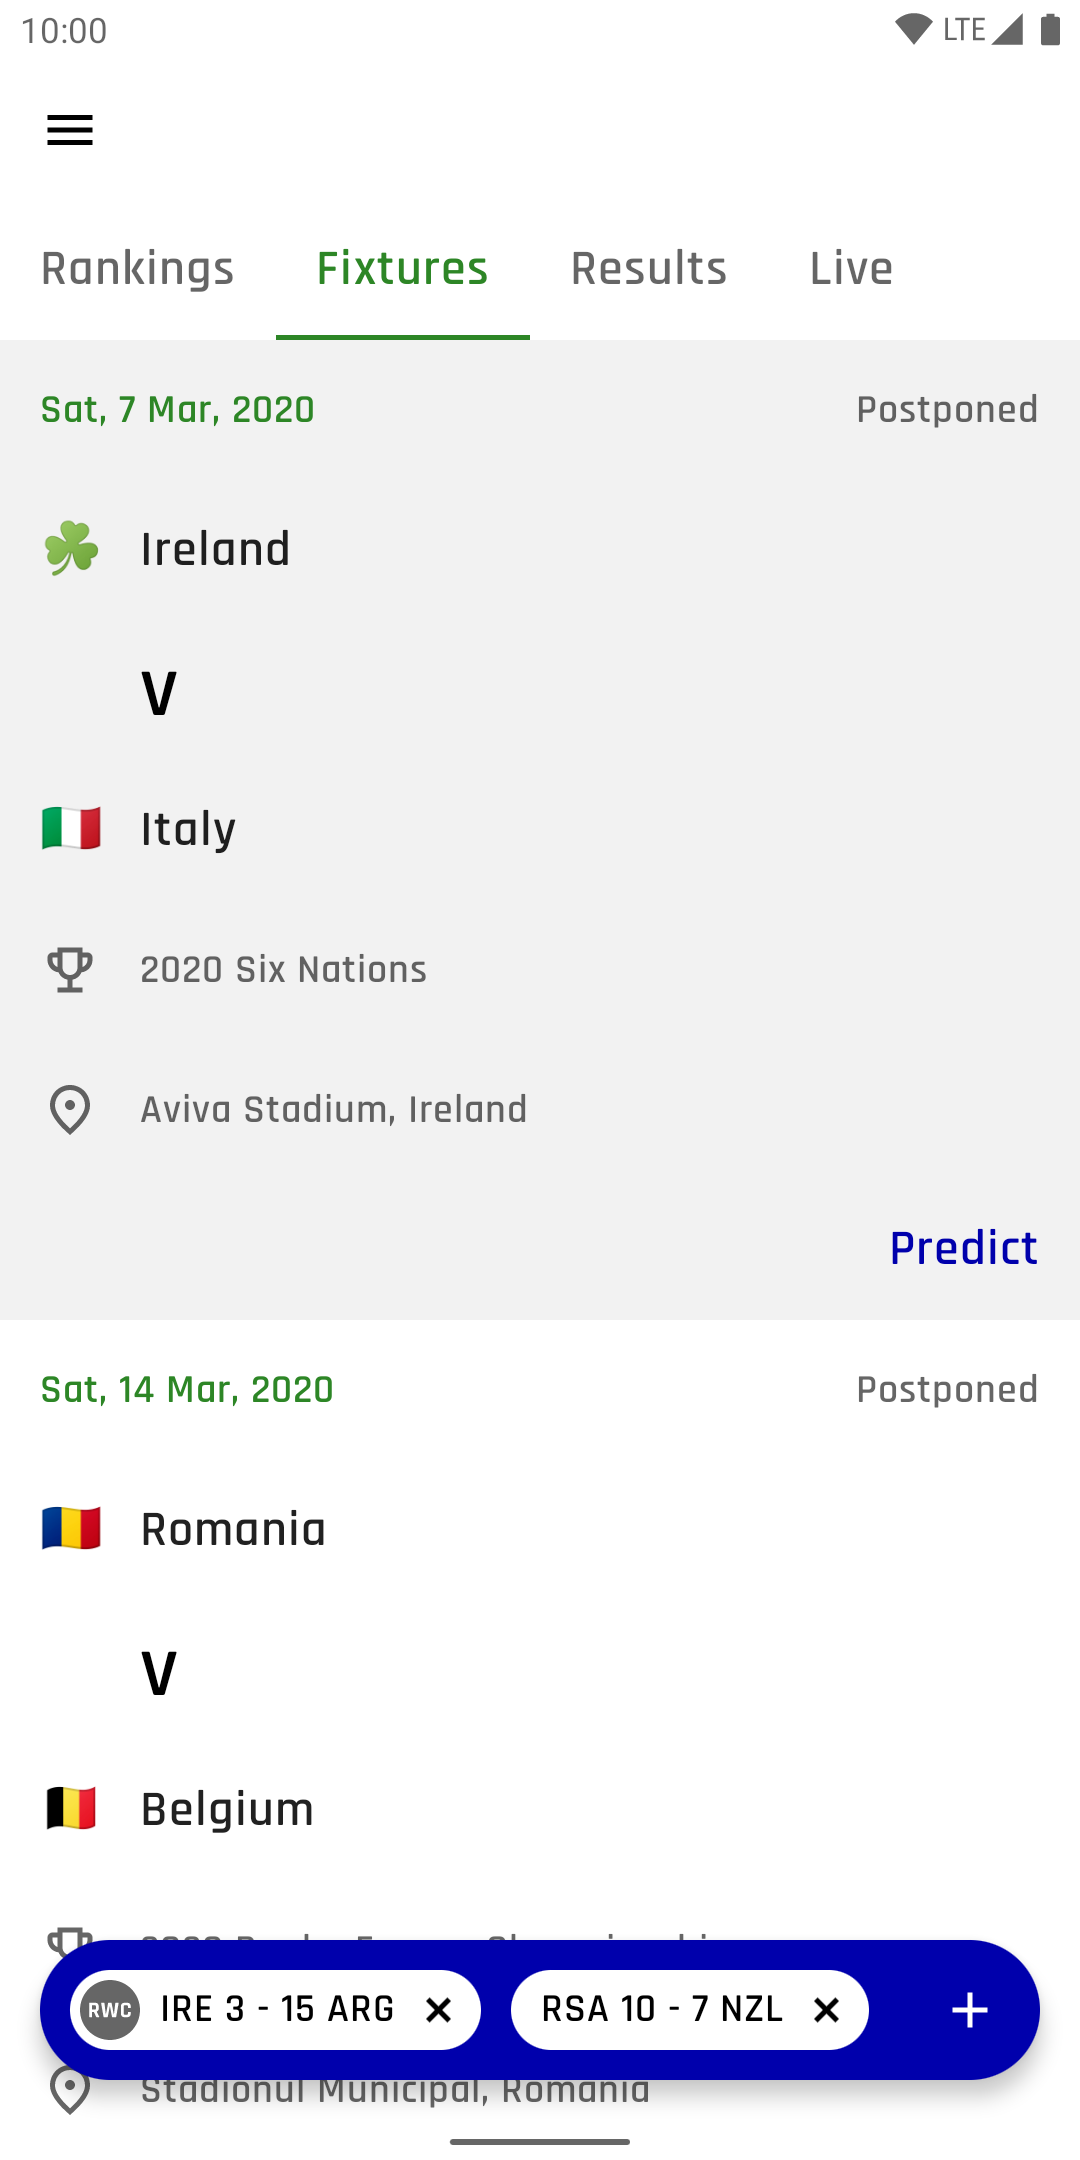 10:00 LTE
Rankings Fixtures Results Live
Sat, 7 Mar, 2020 Postponed
Ireland
V
Italy
2020 Six Nations
Aviva Stadium, Ireland
Predict
Sat, 14 Mar, 2020 Postponed
Romania
V
Belgium
RWC IRE 3 - 15 ARG RSA 10 - 7 NZL
Stadionul Municipal, Romania